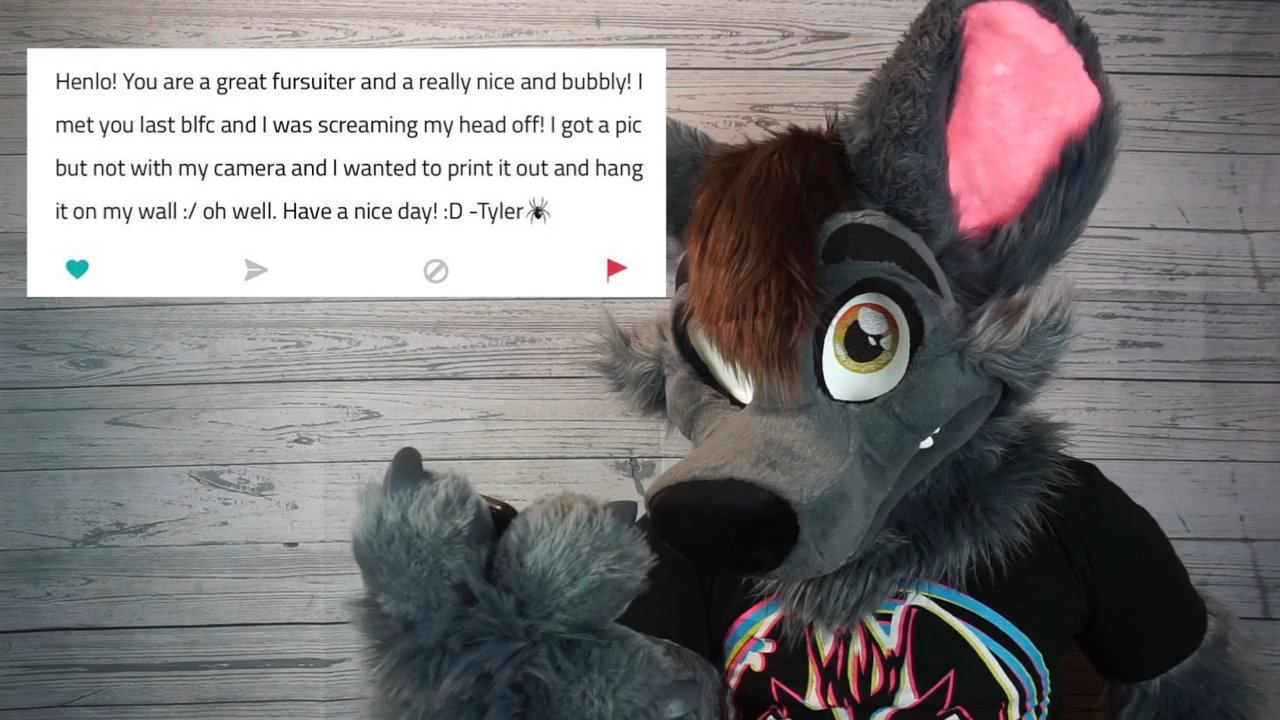 Henlo! You are a great fursuiter and a really nice and bubbly! I
met you last blfc and I was screaming my head off! I got a pic
but not with my camera and I wanted to print it out and hang
it on my wall :/ oh well. Have a nice day! :D -Tyler🕷